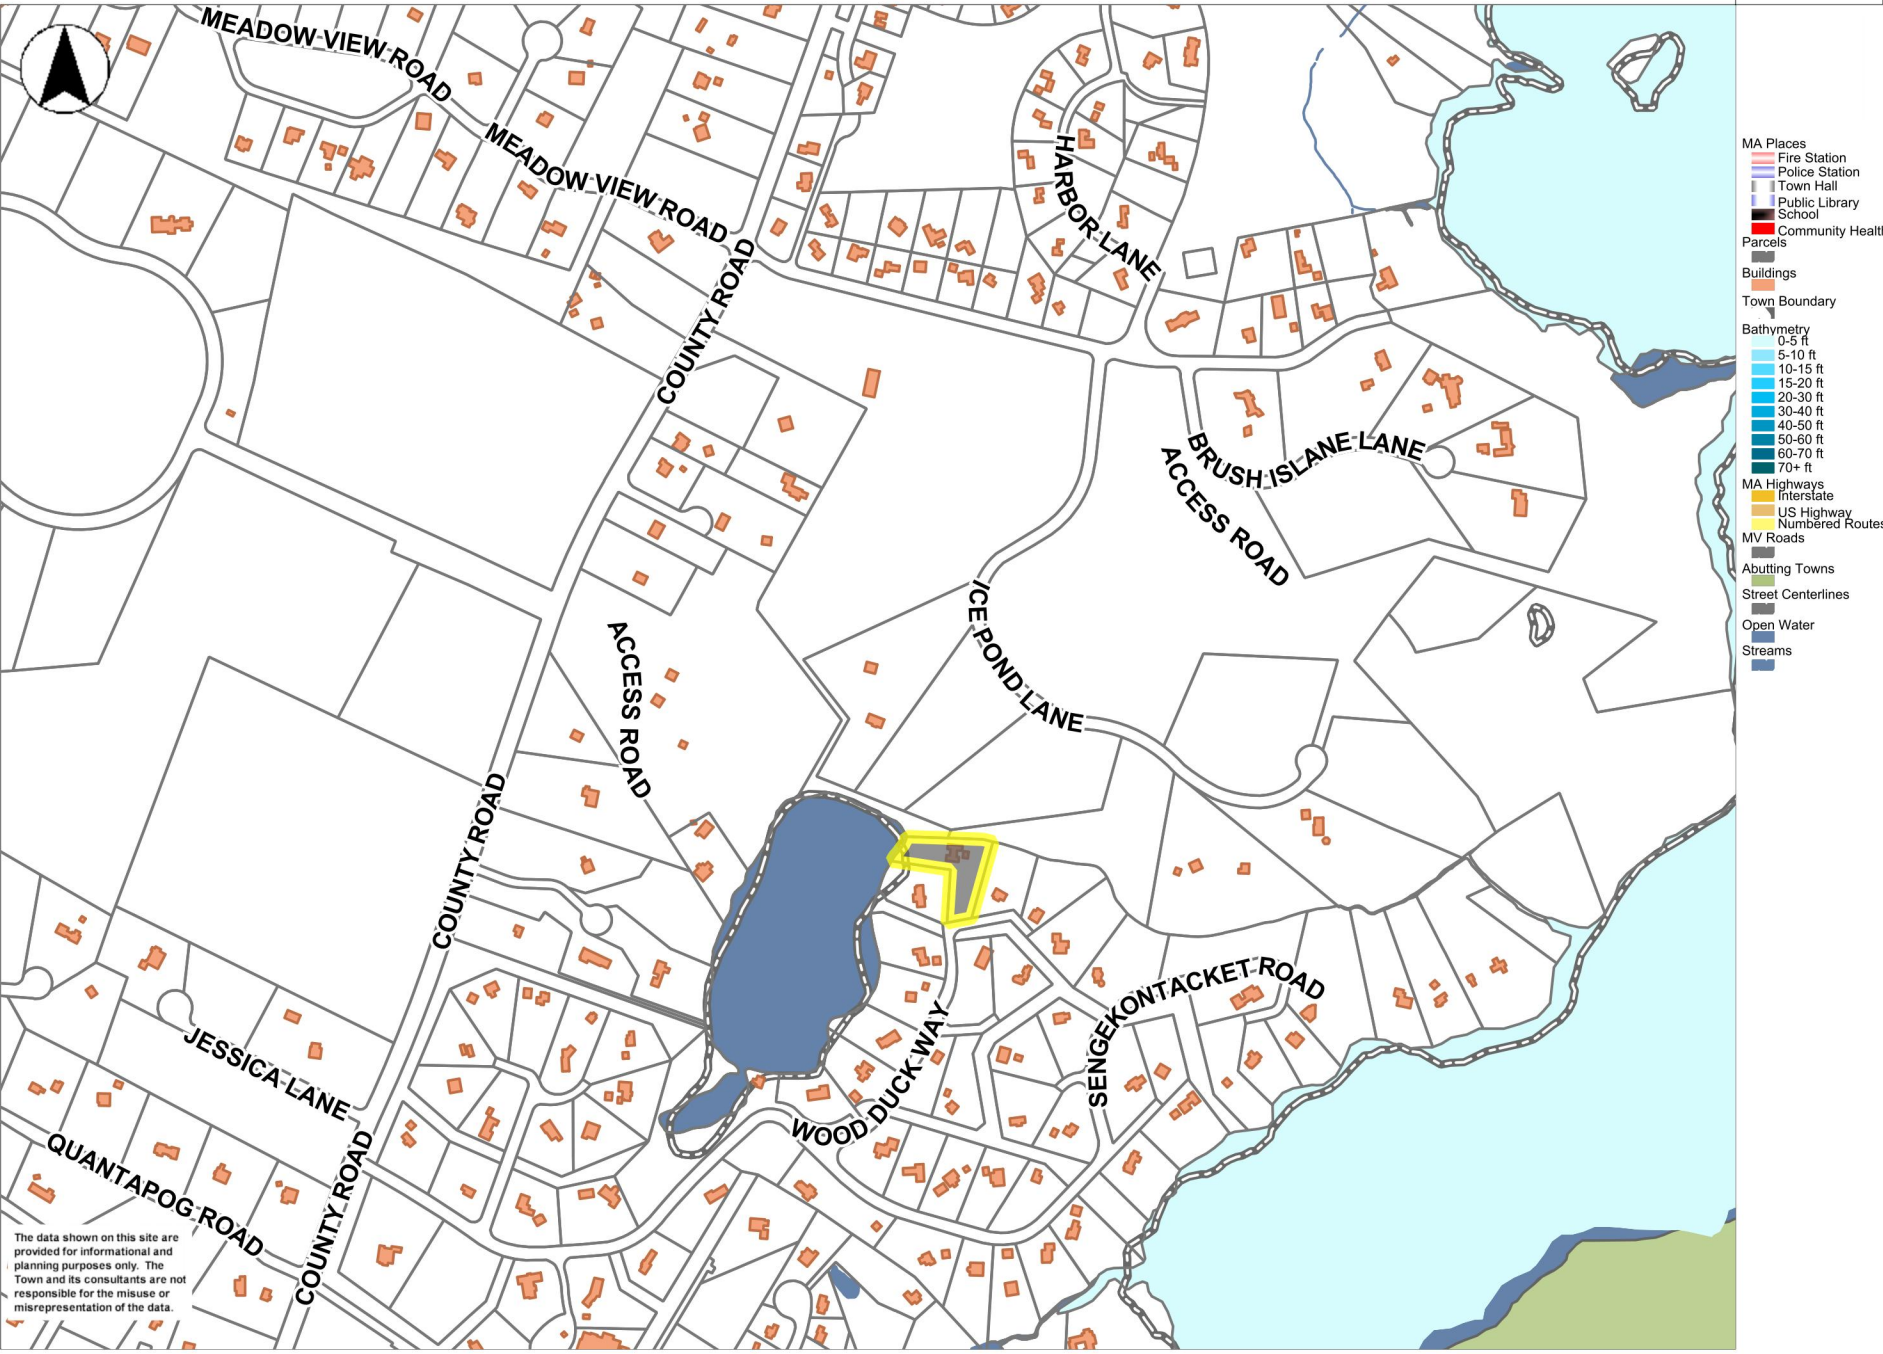 MEADOW VIEW ROAD
MEADOW VIEW ROAD
HARBOR LANE
COUNTY ROAD
BRUSH ISLANE LANE
ACCESS ROAD
ICE POND LANE
ACCESS ROAD
COUNTY ROAD
SENGEKONTACKET ROAD
WOOD DUCK WAY
JESSICA LANE
QUANTAPOG ROAD
COUNTY ROAD
The data shown on this site are
provided for informational and
planning purposes only. The
Town and its consultants are not
responsible for the misuse or
misrepresentation of the data.
MA Places
Fire Station
Police Station
Town Hall
Public Library
School
Community Healt
Parcels
Buildings
Town Boundary
Bathymetry
0-5 ft
5-10 ft
10-15 ft
15-20 ft
20-30 ft
30-40 ft
40-50 ft
50-60 ft
60-70 ft
70+ ft
MA Highways
Interstate
US Highway
Numbered Routes
MV Roads
Abutting Towns
Street Centerlines
Open Water
Streams